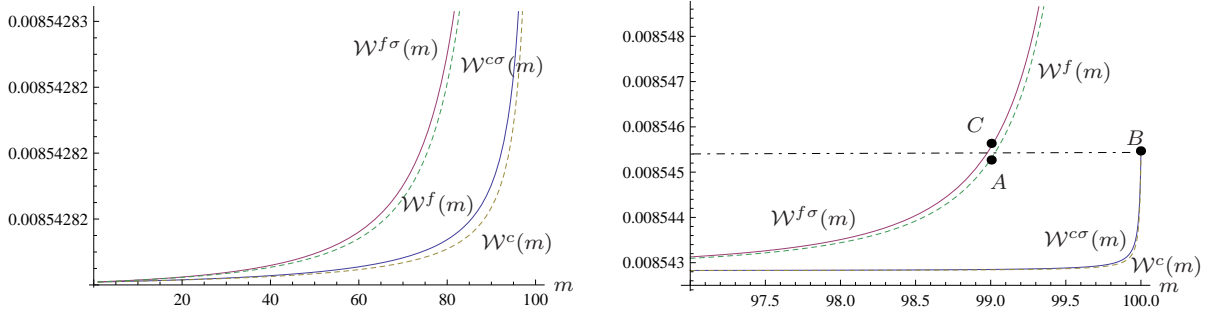 0.00854283
0.00854282
0.00854282
0.00854282
20
40
60
80
100
m
𝒲^{fσ}(m)
𝒲^{cσ}(m)
𝒲^f(m)
𝒲^c(m)
0.008548
0.008547
0.008546
0.008545
0.008544
0.008543
97.5
98.0
98.5
99.0
99.5
100.0
m
𝒲^f(m)
C
B
A
𝒲^{fσ}(m)
𝒲^{cσ}(m)
𝒲^c(m)